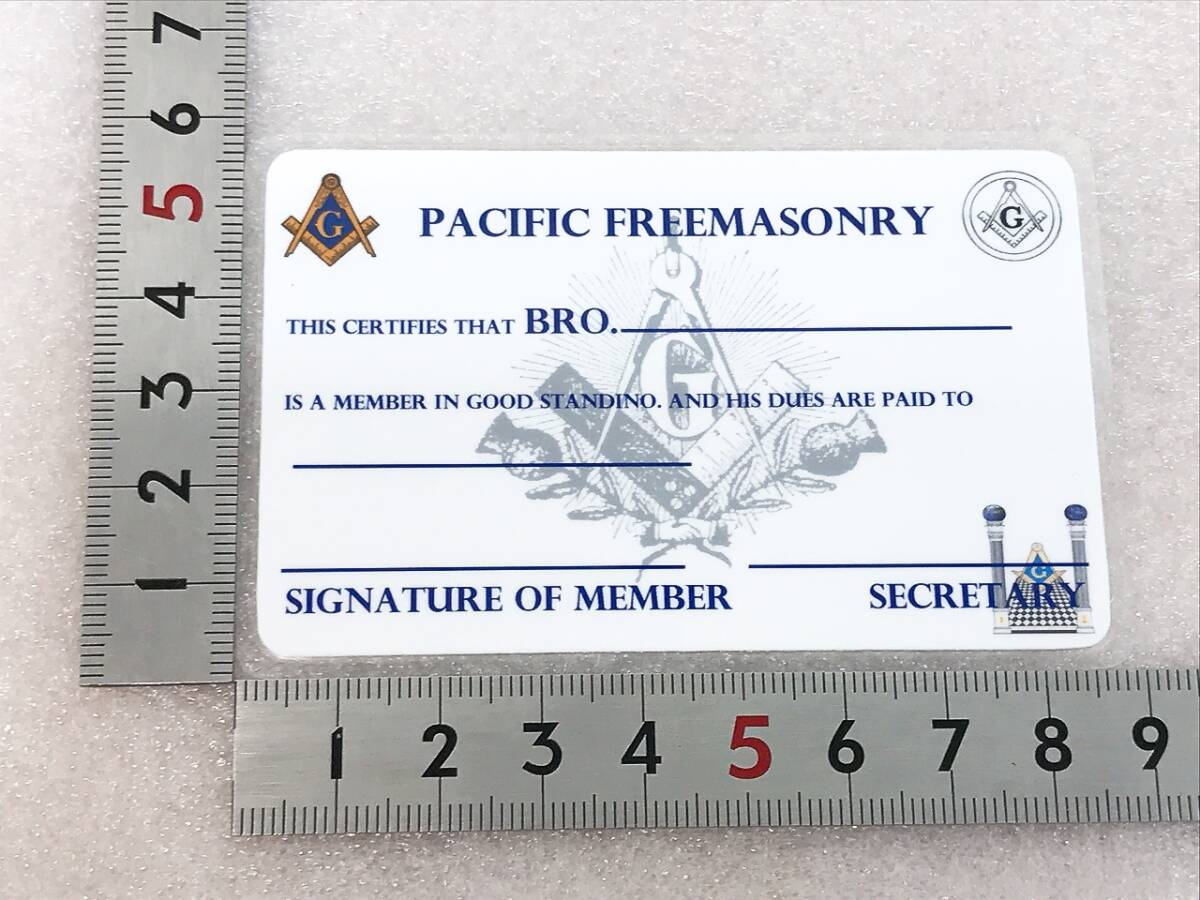 7
6
5
4
3
2
1
G
PACIFIC FREEMASONRY
G
THIS CERTIFIES THAT BRO.
G
IS A MEMBER IN GOOD STANDINO. AND HIS DUES ARE PAID TO
G
SIGNATURE OF MEMBER
SECRETARY
1 2 3 4 5 6 7 8 9